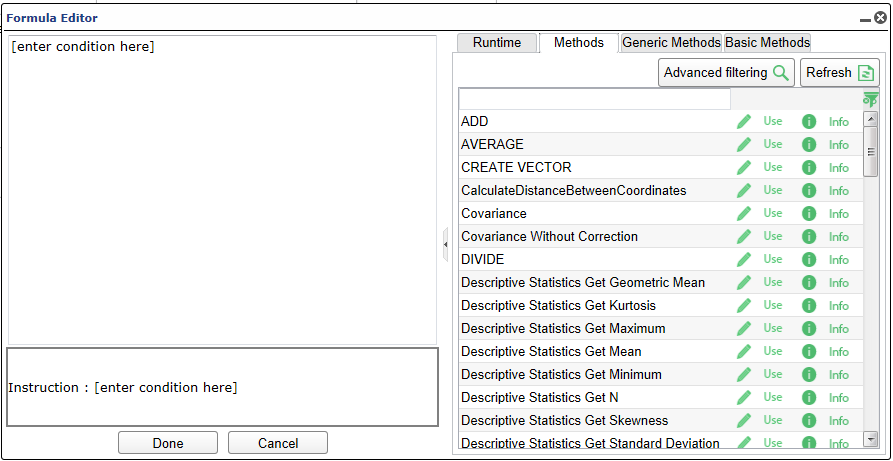 Formula Editor
[enter condition here]
Instruction : [enter condition here]
Done Cancel
Runtime Methods Generic Methods Basic Methods
Advanced filtering Refresh
ADD Use Info
AVERAGE Use Info
CREATE VECTOR Use Info
CalculateDistanceBetweenCoordinates Use Info
Covariance Use Info
Covariance Without Correction Use Info
DIVIDE Use Info
Descriptive Statistics Get Geometric Mean Use Info
Descriptive Statistics Get Kurtosis Use Info
Descriptive Statistics Get Maximum Use Info
Descriptive Statistics Get Mean Use Info
Descriptive Statistics Get Minimum Use Info
Descriptive Statistics Get N Use Info
Descriptive Statistics Get Skewness Use Info
Descriptive Statistics Get Standard Deviation Use Info